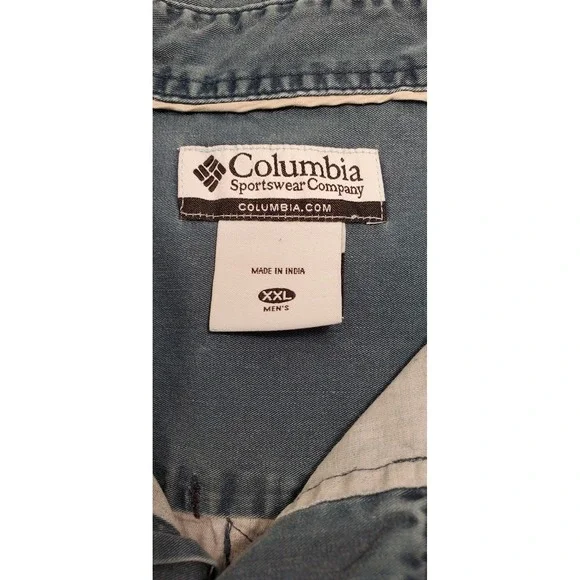 Columbia
Sportswear Company
COLUMBIA.COM
MADE IN INDIA
XXL
MEN'S